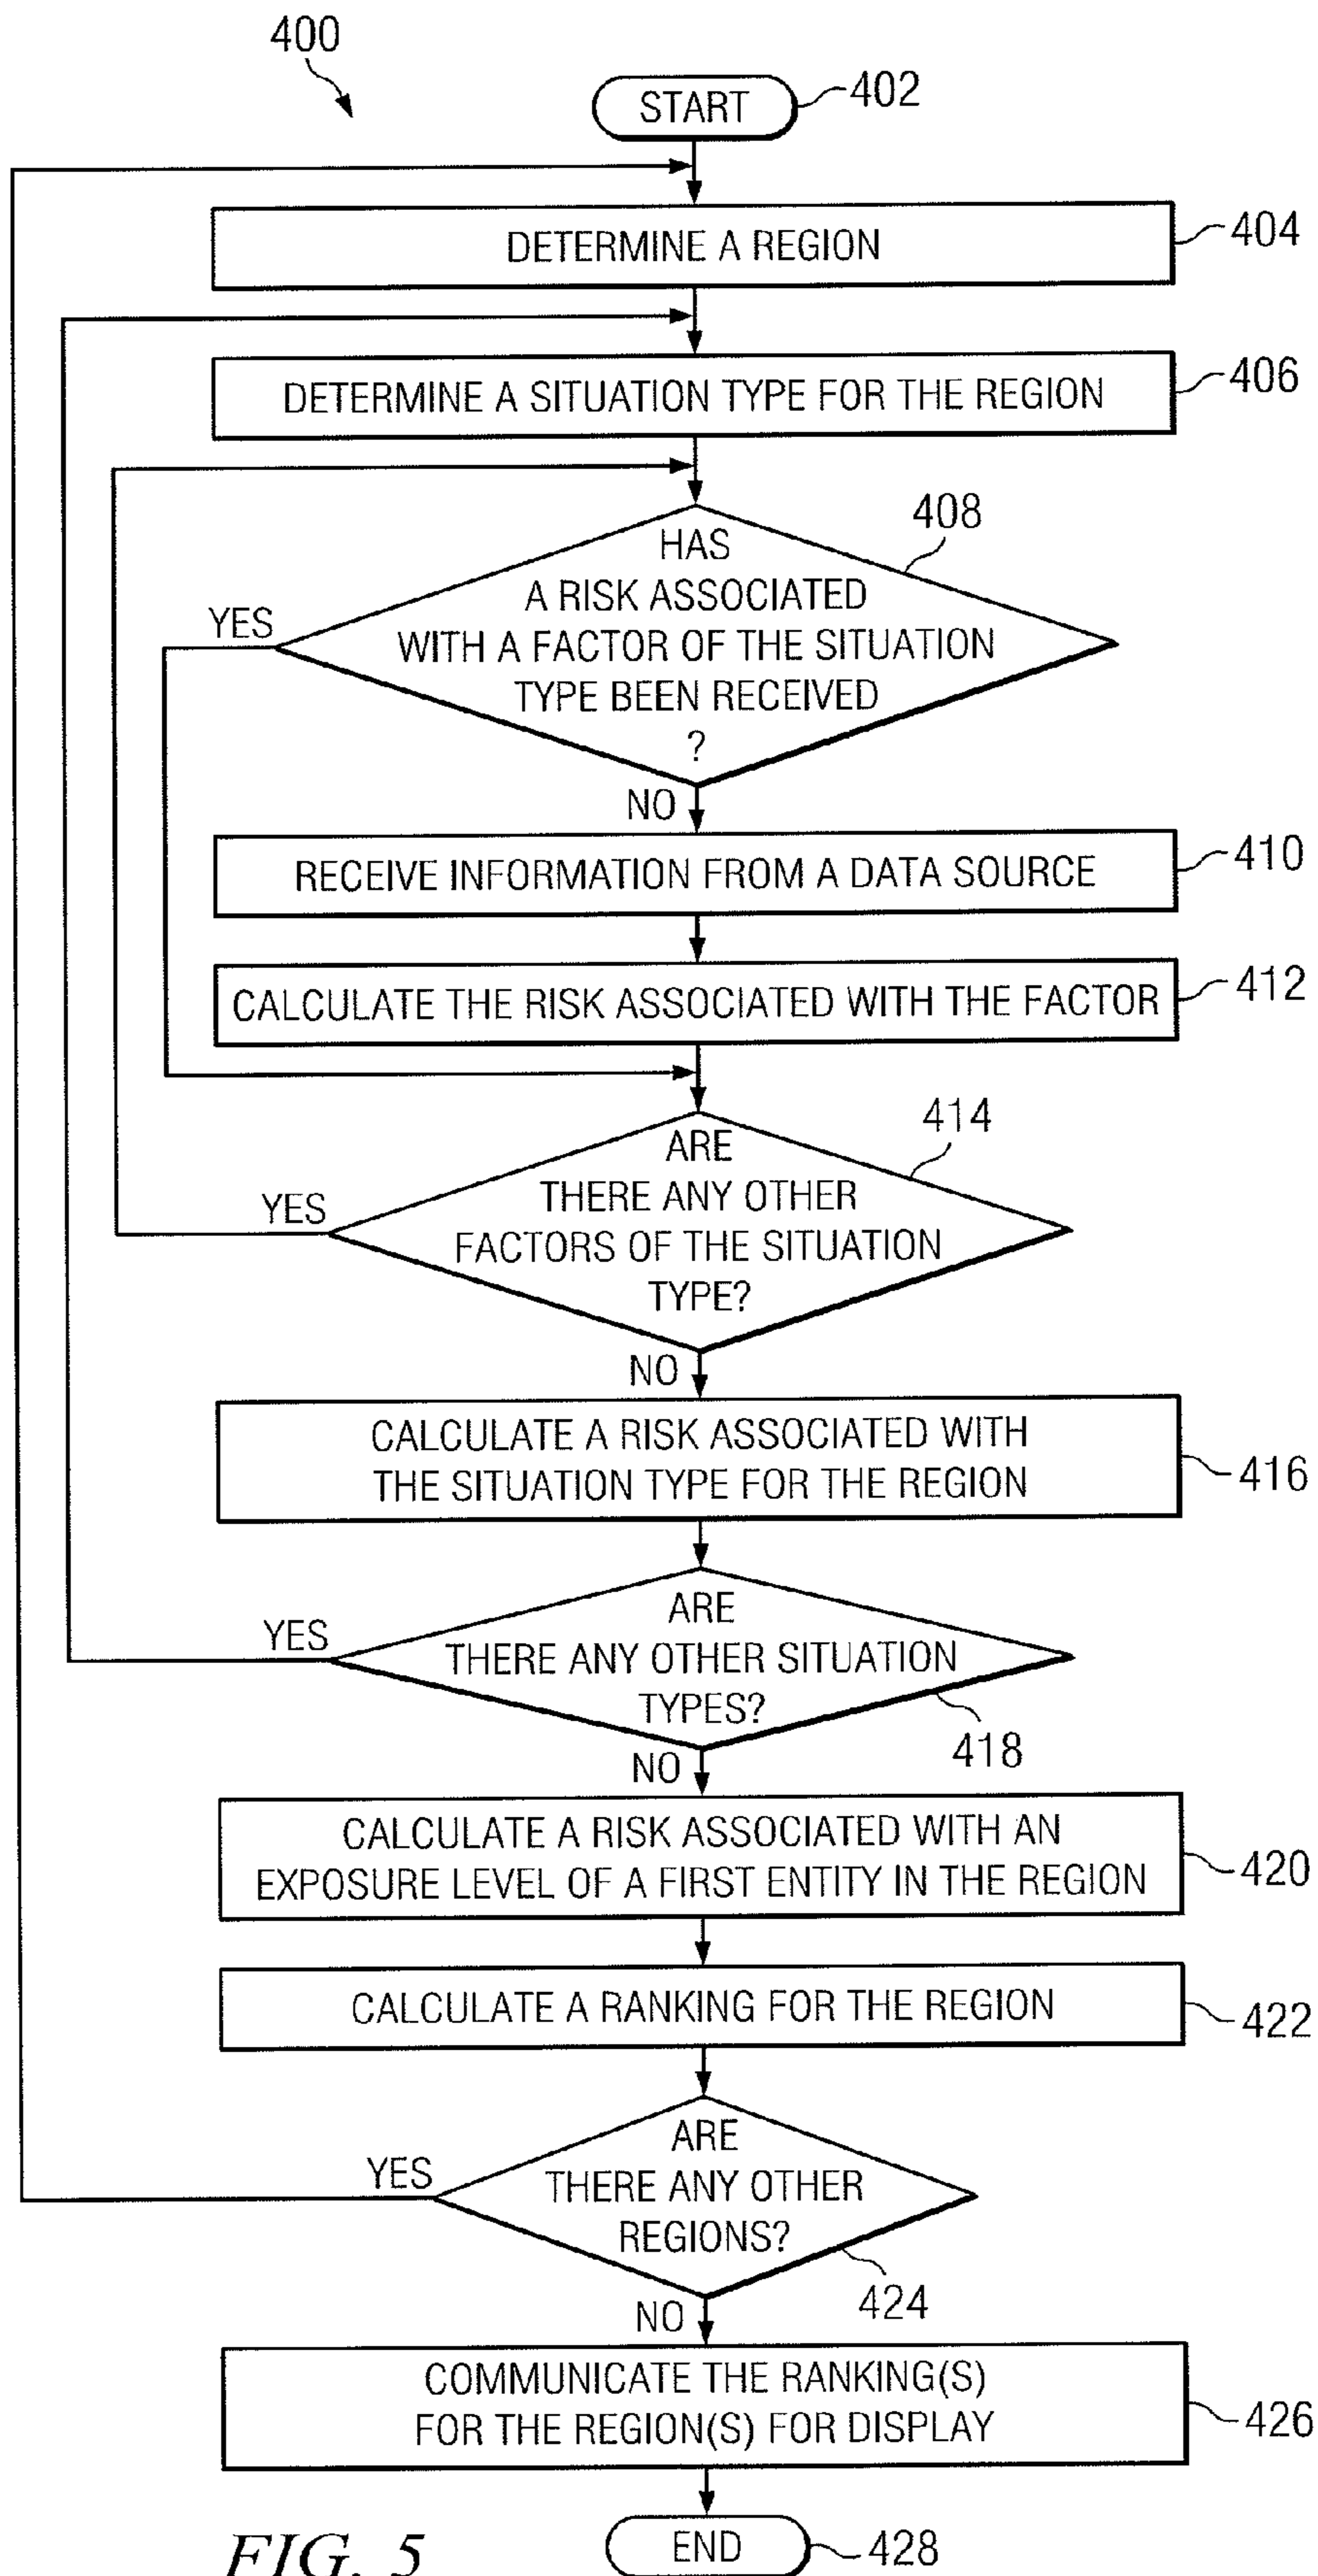 400
START
402
DETERMINE A REGION
404
DETERMINE A SITUATION TYPE FOR THE REGION
406
408
HAS
A RISK ASSOCIATED
WITH A FACTOR OF THE SITUATION
TYPE BEEN RECEIVED
?
YES
NO
RECEIVE INFORMATION FROM A DATA SOURCE
410
CALCULATE THE RISK ASSOCIATED WITH THE FACTOR
412
414
ARE
THERE ANY OTHER
FACTORS OF THE SITUATION
TYPE?
YES
NO
CALCULATE A RISK ASSOCIATED WITH
THE SITUATION TYPE FOR THE REGION
416
ARE
THERE ANY OTHER SITUATION
TYPES?
YES
418
NO
CALCULATE A RISK ASSOCIATED WITH AN
EXPOSURE LEVEL OF A FIRST ENTITY IN THE REGION
420
CALCULATE A RANKING FOR THE REGION
422
ARE
THERE ANY OTHER
REGIONS?
YES
424
NO
COMMUNICATE THE RANKING(S)
FOR THE REGION(S) FOR DISPLAY
426
END
428
FIG. 5